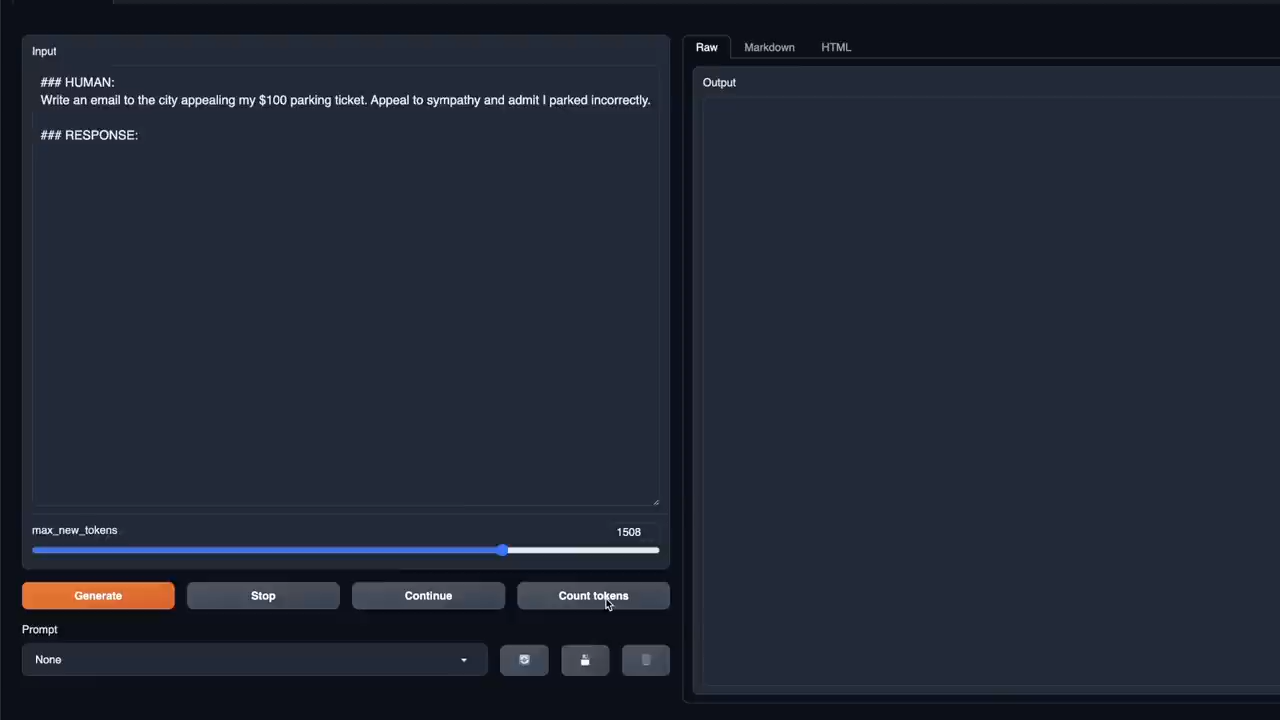 Input
### HUMAN:
Write an email to the city appealing my $100 parking ticket. Appeal to sympathy and admit I parked incorrectly.
### RESPONSE:
max_new_tokens
1508
Generate
Stop
Continue
Count tokens
Prompt
None
Raw
Markdown
HTML
Output